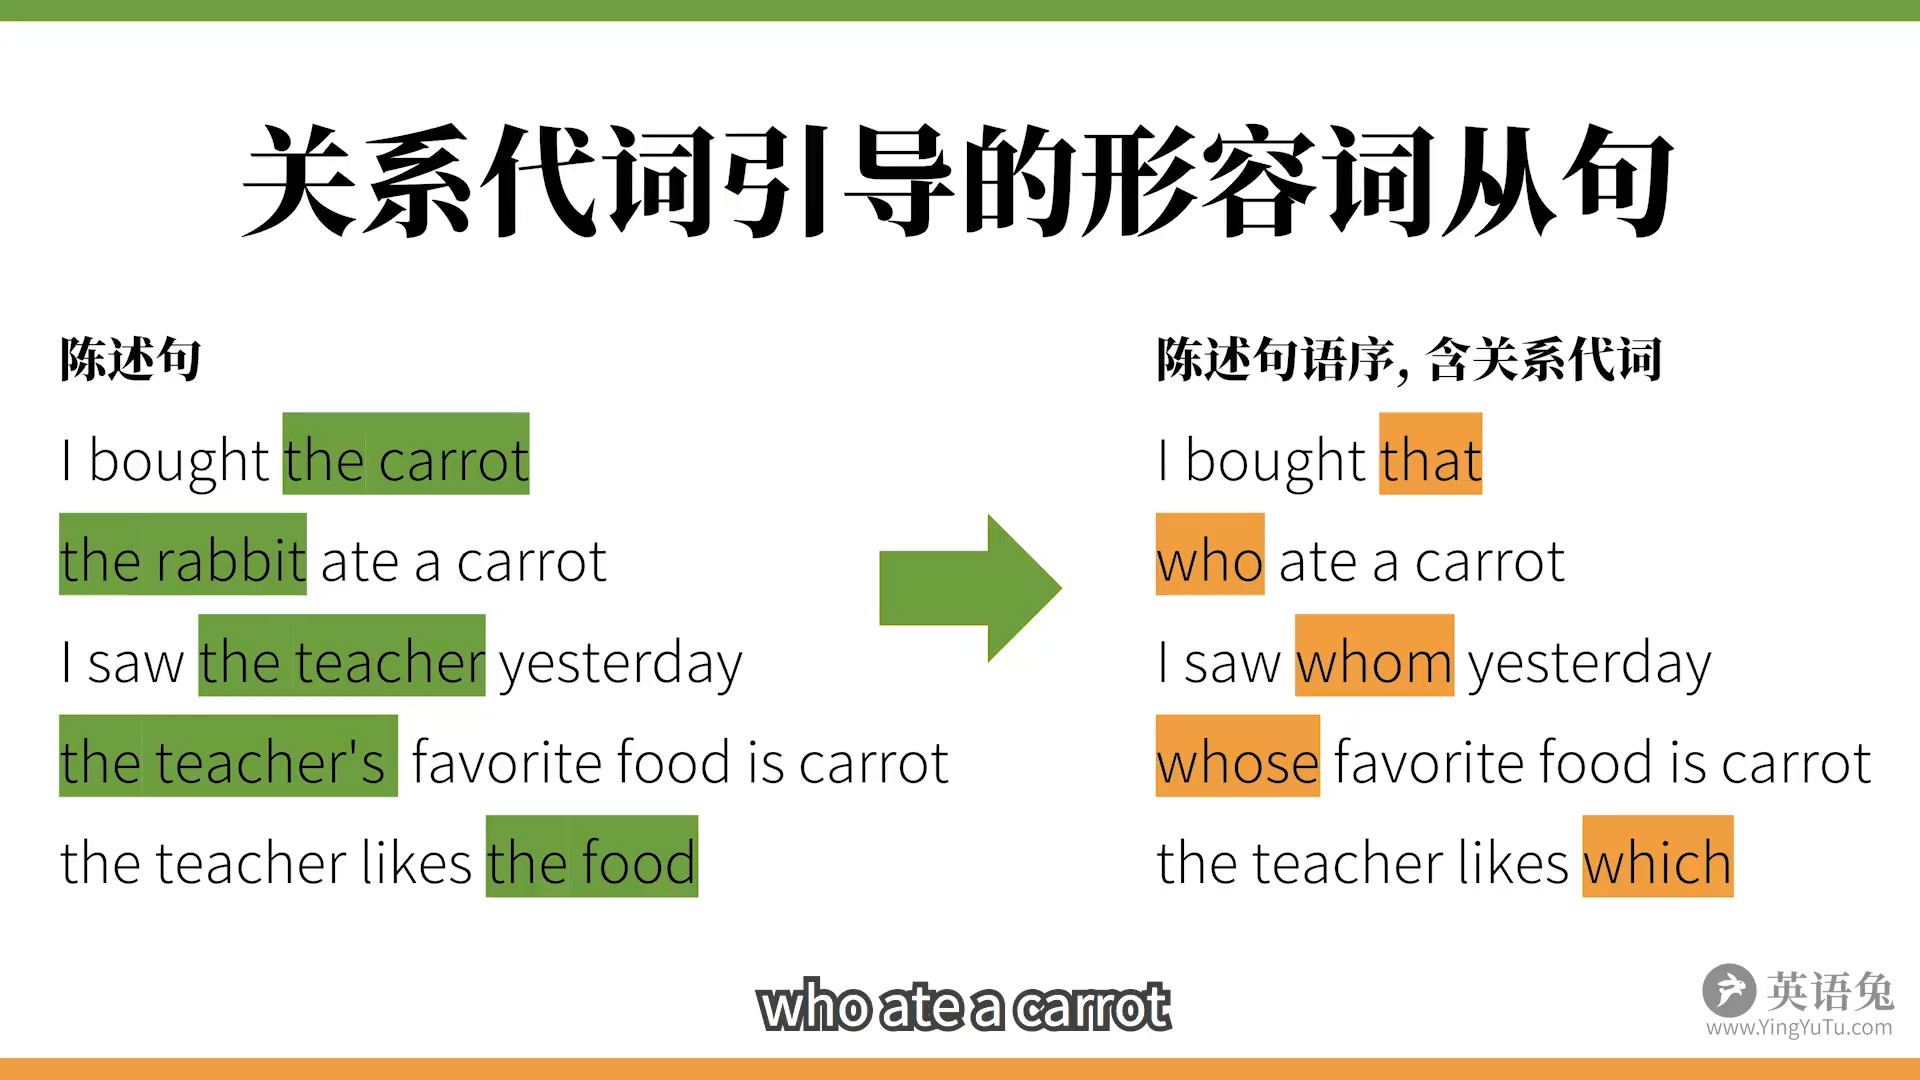 关系代词引导的形容词从句
陈述句
I bought the carrot
the rabbit ate a carrot
I saw the teacher yesterday
the teacher's favorite food is carrot
the teacher likes the food
陈述句语序, 含关系代词
I bought that
who ate a carrot
I saw whom yesterday
whose favorite food is carrot
the teacher likes which
who ate a carrot
英语兔
www.YingYuTu.com